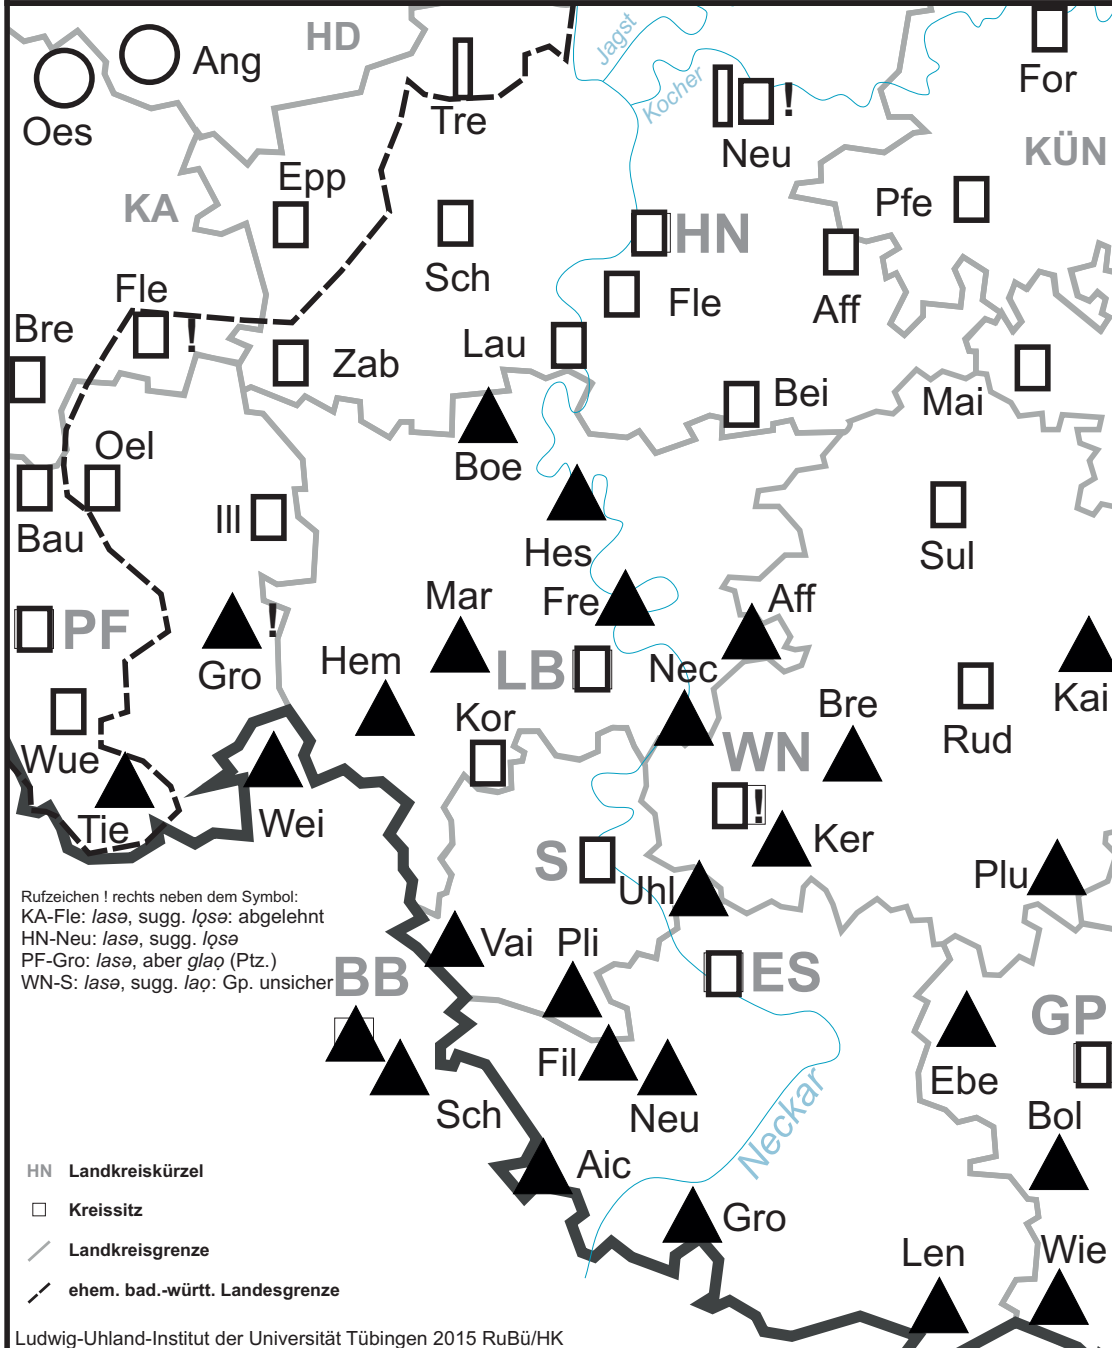 HD
Jagst
Ang
Oes
For
Kocher
Tre
Neu
!
KÜN
Epp
KA
Pfe
HN
Sch
Fle
Fle
Aff
!
Bre
Lau
Zab
Bei
Mai
Oel
Boe
Ill
Bau
Hes
Sul
Mar
Fre
Aff
PF
!
Gro
Hem
LB
Nec
Kai
Kor
Bre
Rud
Wue
WN
!
Tie
Wei
Ker
S
Uhl
Plu
Rufzeichen ! rechts neben dem Symbol:
KA-Fle: lasə, sugg. lǫsə: abgelehnt
HN-Neu: lasə, sugg. lǫsə
PF-Gro: lasə, aber glaǫ (Ptz.)
WN-S: lasə, sugg. laǫ: Gp. unsicher
Vai
Pli
BB
ES
GP
Fil
Ebe
Sch
Neu
Bol
Neckar
Aic
HN Landkreiskürzel
Kreissitz
Gro
Landkreisgrenze
Len
Wie
ehem. bad.-württ. Landesgrenze
Ludwig-Uhland-Institut der Universität Tübingen 2015 RuBü/HK